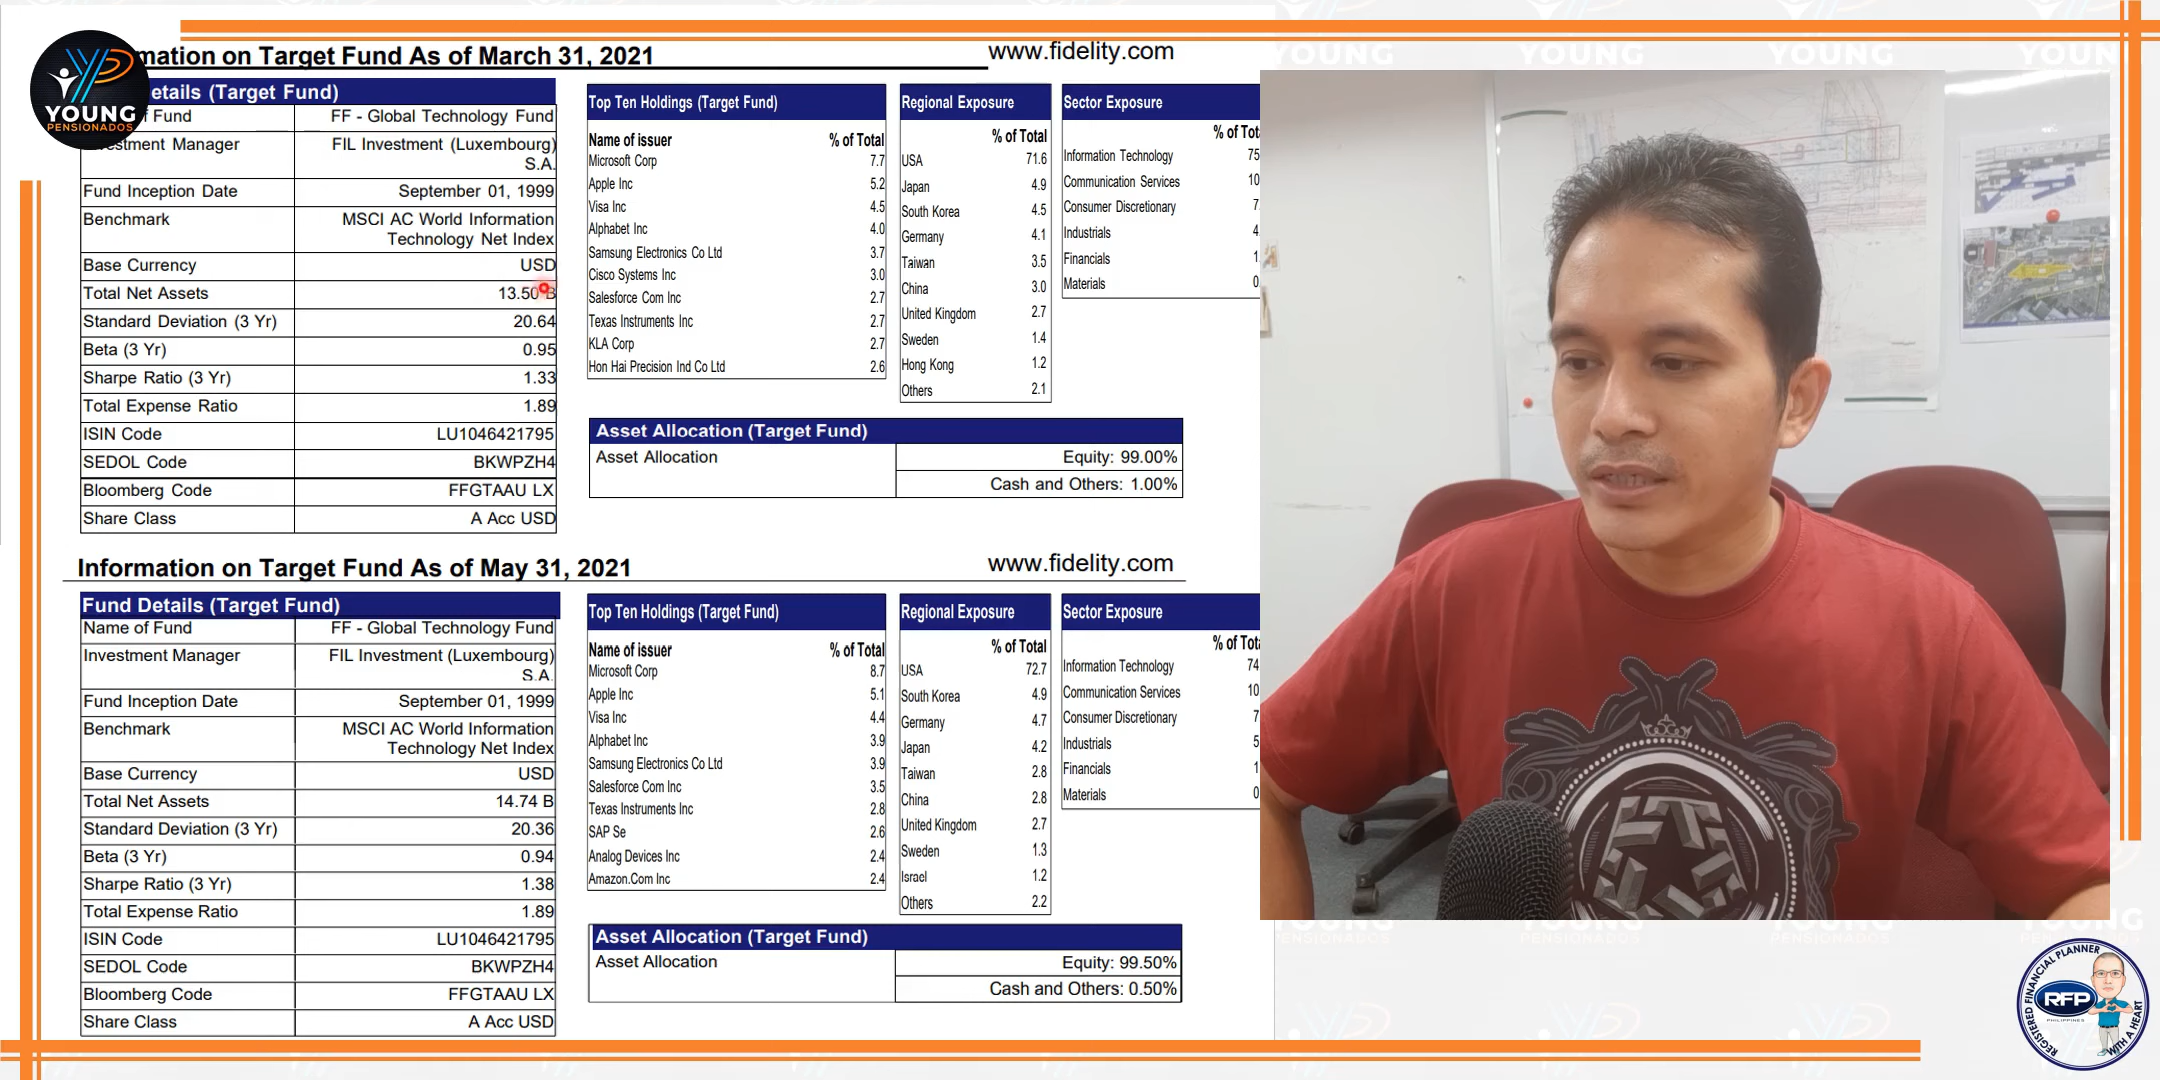 mation on Target Fund As of March 31, 2021
www.fidelity.com
YOUNG
PENSIONADOS
etails (Target Fund)
f Fund FF - Global Technology Fund
estment Manager FIL Investment (Luxembourg)
S.A.
Fund Inception Date September 01, 1999
Benchmark MSCI AC World Information
Technology Net Index
Base Currency USD
Total Net Assets 13.50 B
Standard Deviation (3 Yr) 20.64
Beta (3 Yr) 0.95
Sharpe Ratio (3 Yr) 1.33
Total Expense Ratio 1.89
ISIN Code LU1046421795
SEDOL Code BKWPZH4
Bloomberg Code FFGTAAU LX
Share Class A Acc USD
Top Ten Holdings (Target Fund)
Name of issuer % of Total
Microsoft Corp 7.7
Apple Inc 5.2
Visa Inc 4.5
Alphabet Inc 4.0
Samsung Electronics Co Ltd 3.7
Cisco Systems Inc 3.0
Salesforce Com Inc 2.7
Texas Instruments Inc 2.7
KLA Corp 2.7
Hon Hai Precision Ind Co Ltd 2.6
Regional Exposure
% of Total
USA 71.6
Japan 4.9
South Korea 4.5
Germany 4.1
Taiwan 3.5
China 3.0
United Kingdom 2.7
Sweden 1.4
Hong Kong 1.2
Others 2.1
Sector Exposure
% of Tot
Information Technology 75
Communication Services 10
Consumer Discretionary 7
Industrials 4
Financials 1
Materials 0
Asset Allocation (Target Fund)
Asset Allocation Equity: 99.00%
Cash and Others: 1.00%
Information on Target Fund As of May 31, 2021
www.fidelity.com
Fund Details (Target Fund)
Name of Fund FF - Global Technology Fund
Investment Manager FIL Investment (Luxembourg)
S.A.
Fund Inception Date September 01, 1999
Benchmark MSCI AC World Information
Technology Net Index
Base Currency USD
Total Net Assets 14.74 B
Standard Deviation (3 Yr) 20.36
Beta (3 Yr) 0.94
Sharpe Ratio (3 Yr) 1.38
Total Expense Ratio 1.89
ISIN Code LU1046421795
SEDOL Code BKWPZH4
Bloomberg Code FFGTAAU LX
Share Class A Acc USD
Top Ten Holdings (Target Fund)
Name of issuer % of Total
Microsoft Corp 8.7
Apple Inc 5.1
Visa Inc 4.4
Alphabet Inc 3.9
Samsung Electronics Co Ltd 3.9
Salesforce Com Inc 3.5
Texas Instruments Inc 2.8
SAP Se 2.6
Analog Devices Inc 2.4
Amazon.Com Inc 2.4
Regional Exposure
% of Total
USA 72.7
South Korea 4.9
Germany 4.7
Japan 4.2
Taiwan 2.8
China 2.8
United Kingdom 2.7
Sweden 1.3
Israel 1.2
Others 2.2
Sector Exposure
% of Tot
Information Technology 74
Communication Services 10
Consumer Discretionary 7
Industrials 5
Financials 1
Materials 0
Asset Allocation (Target Fund)
Asset Allocation Equity: 99.50%
Cash and Others: 0.50%
REGISTERED FINANCIAL PLANNER
RFP
PHILIPPINES
WITH A HEART